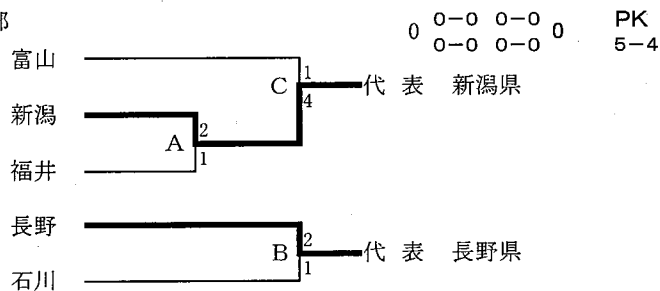 部
0 0-0 0-0 0 PK
0-0 0-0 5-4
富山
C 1 代 表 新潟県
4
新潟
2
A
1
福井
長野
2
B 代 表 長野県
1
石川